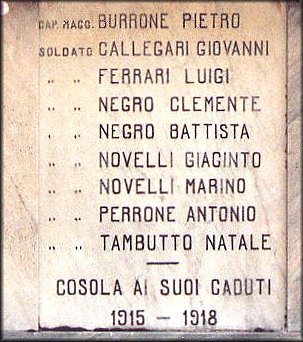 CAP. MAGG. BURRONE PIETRO
SOLDATO CALLEGARI GIOVANNI
„ „ FERRARI LUIGI
„ „ NEGRO CLEMENTE
„ „ NEGRO BATTISTA
„ „ NOVELLI GIACINTO
„ „ NOVELLI MARINO
„ „ PERRONE ANTONIO
„ „ TAMBUTTO NATALE
COSOLA AI SUOI CADUTI
1915 — 1918